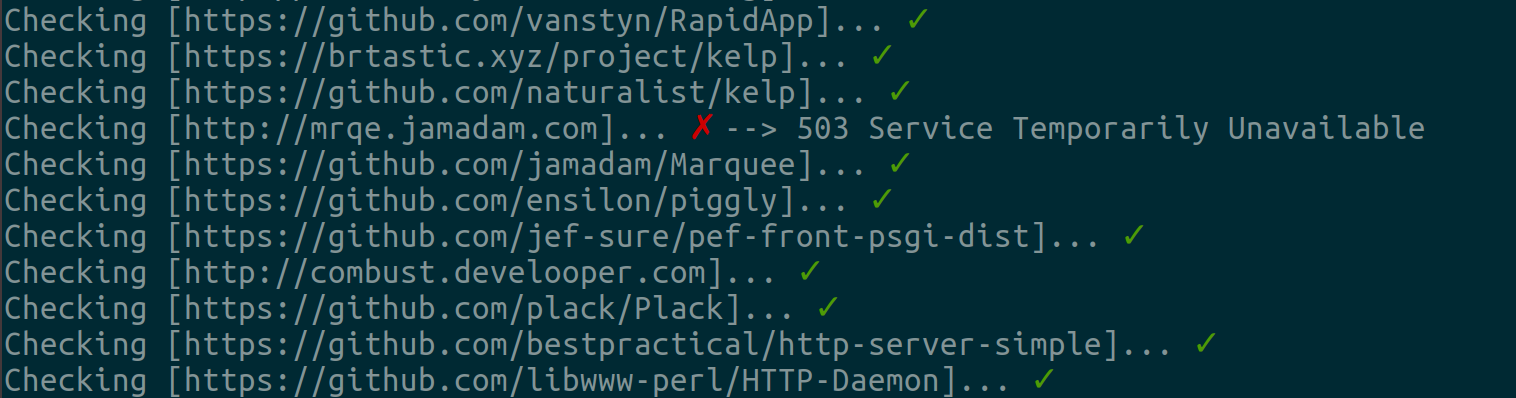 Checking [https://github.com/vanstyn/RapidApp]... ✓
Checking [https://brtastic.xyz/project/kelp]... ✓
Checking [https://github.com/naturalist/kelp]... ✓
Checking [http://mrqe.jamadam.com]... ✗ --> 503 Service Temporarily Unavailable
Checking [https://github.com/jamadam/Marquee]... ✓
Checking [https://github.com/ensilon/piggly]... ✓
Checking [https://github.com/jef-sure/pef-front-psgi-dist]... ✓
Checking [http://combust.develooper.com]... ✓
Checking [https://github.com/plack/Plack]... ✓
Checking [https://github.com/bestpractical/http-server-simple]... ✓
Checking [https://github.com/libwww-perl/HTTP-Daemon]... ✓